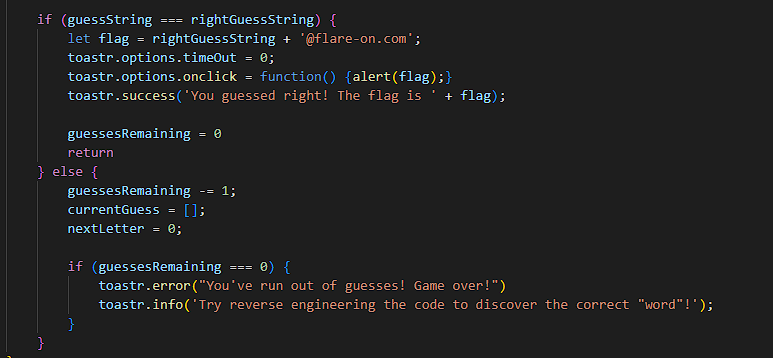 if (guessString === rightGuessString) {
let flag = rightGuessString + '@flare-on.com';
toastr.options.timeOut = 0;
toastr.options.onclick = function() {alert(flag);}
toastr.success('You guessed right! The flag is ' + flag);
guessesRemaining = 0
return
} else {
guessesRemaining -= 1;
currentGuess = [];
nextLetter = 0;
if (guessesRemaining === 0) {
toastr.error("You've run out of guesses! Game over!")
toastr.info('Try reverse engineering the code to discover the correct "word"!');
}
}